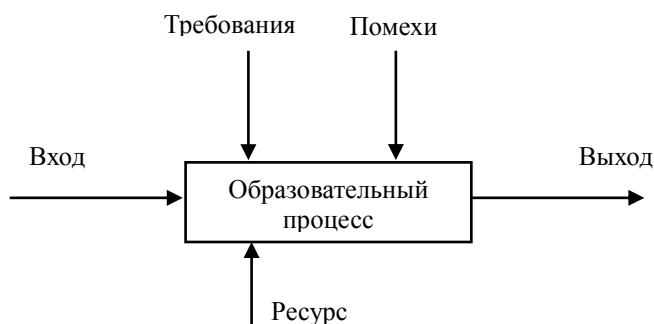 Требования Помехи
Вход
Выход
Образовательный
процесс
Ресурс